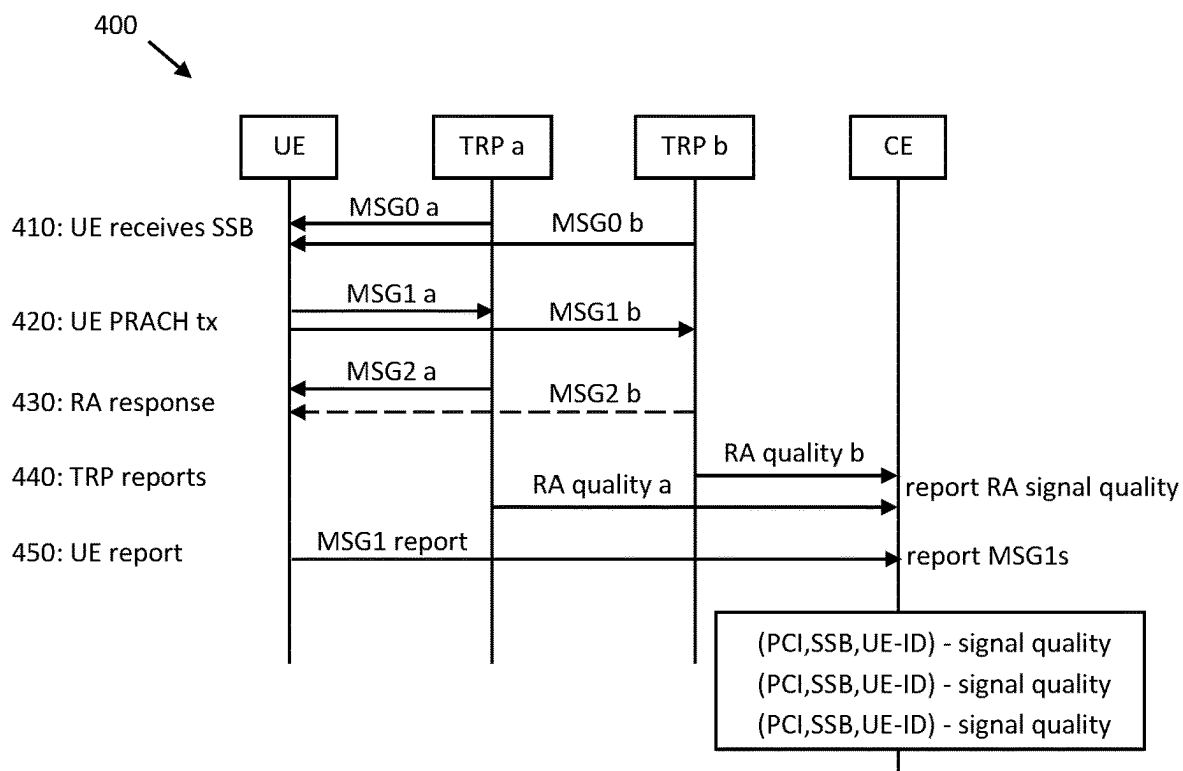 400
UE
TRP a
TRP b
CE
MSG0 a
410: UE receives SSB
MSG0 b
MSG1 a
420: UE PRACH tx
MSG1 b
MSG2 a
430: RA response
MSG2 b
RA quality b
440: TRP reports
RA quality a
report RA signal quality
450: UE report
MSG1 report
report MSG1s
(PCI,SSB,UE-ID) - signal quality
(PCI,SSB,UE-ID) - signal quality
(PCI,SSB,UE-ID) - signal quality